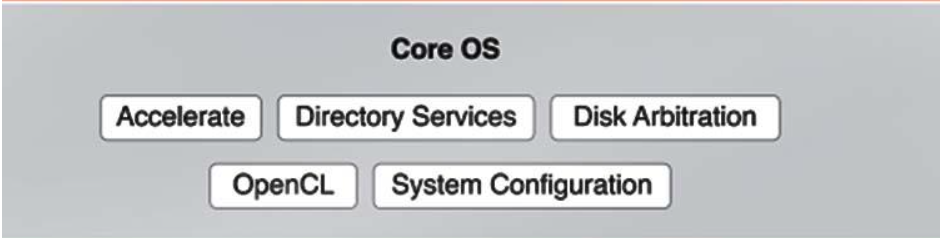 Core OS
Accelerate Directory Services Disk Arbitration
OpenCL System Configuration